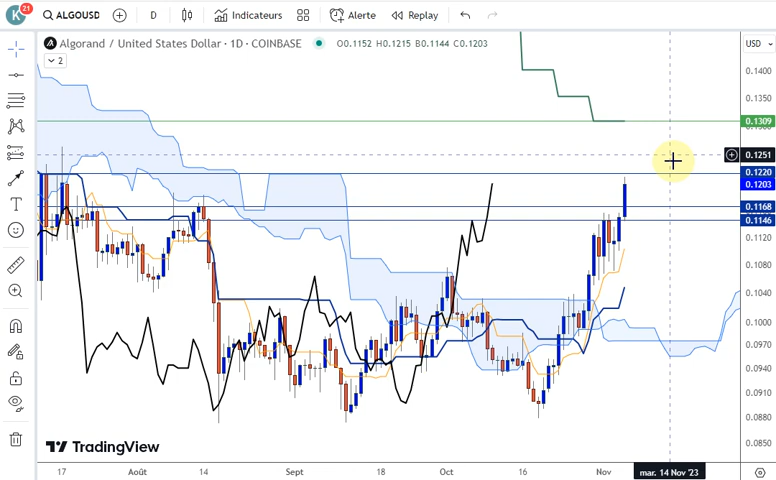 K
21
ALGOUSD
D
Indicateurs
Alerte
Replay
Algorand / United States Dollar · 1D · COINBASE
O0.1152 H0.1215 B0.1144 C0.1203
2
USD
0.1400
0.1350
0.1309
0.1251
0.1220
0.1203
0.1168
0.1146
0.1120
0.1080
0.1040
0.1000
0.0970
0.0940
0.0910
0.0880
0.0850
TradingView
17
Août
14
Sept
18
Oct
16
Nov
mar. 14 Nov '23